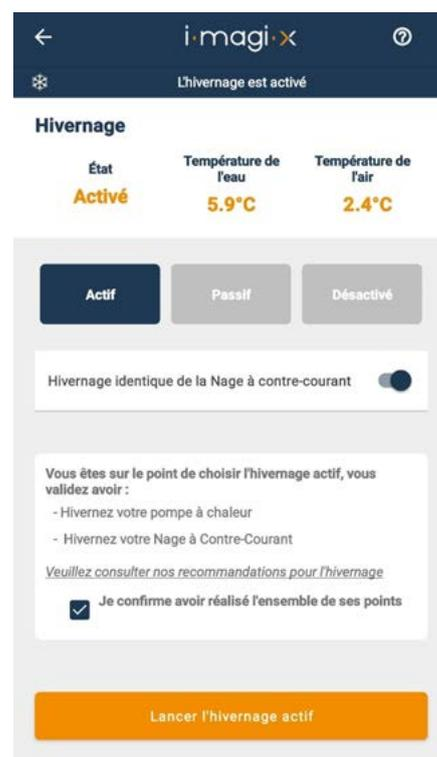 i·magi·x
L'hivernage est activé
Hivernage
État
Activé
Température de
l'eau
5.9°C
Température de
l'air
2.4°C
Actif
Passif
Désactivé
Hivernage identique de la Nage à contre-courant
Vous êtes sur le point de choisir l'hivernage actif, vous
validez avoir :
- Hivernez votre pompe à chaleur
- Hivernez votre Nage à Contre-Courant
Veuillez consulter nos recommandations pour l'hivernage
Je confirme avoir réalisé l'ensemble de ses points
Lancer l'hivernage actif